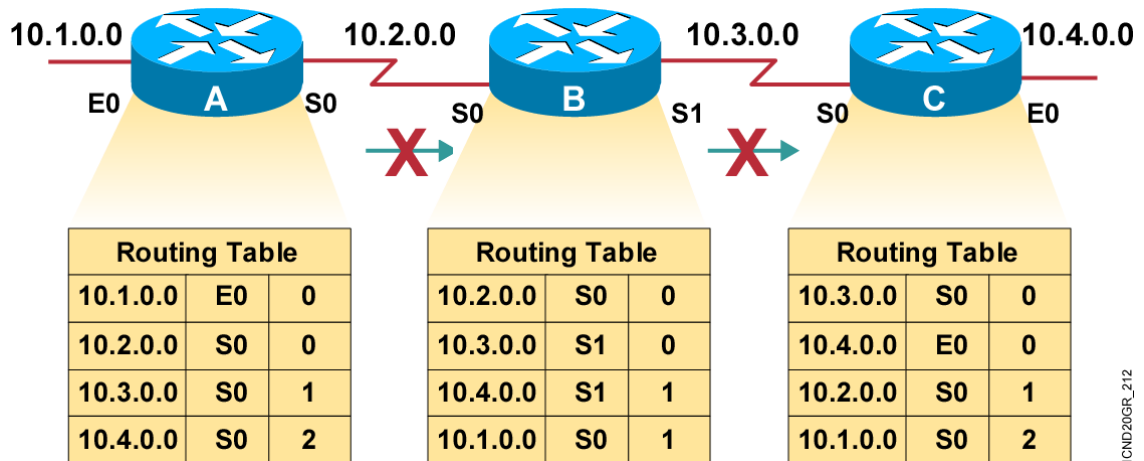 10.1.0.0 10.2.0.0 10.3.0.0 10.4.0.0
E0 A S0 S0 B S1 S0 C E0
X X
Routing Table
10.1.0.0 E0 0
10.2.0.0 S0 0
10.3.0.0 S0 1
10.4.0.0 S0 2
Routing Table
10.2.0.0 S0 0
10.3.0.0 S1 0
10.4.0.0 S1 1
10.1.0.0 S0 1
Routing Table
10.3.0.0 S0 0
10.4.0.0 E0 0
10.2.0.0 S0 1
10.1.0.0 S0 2
ICND20GR_212